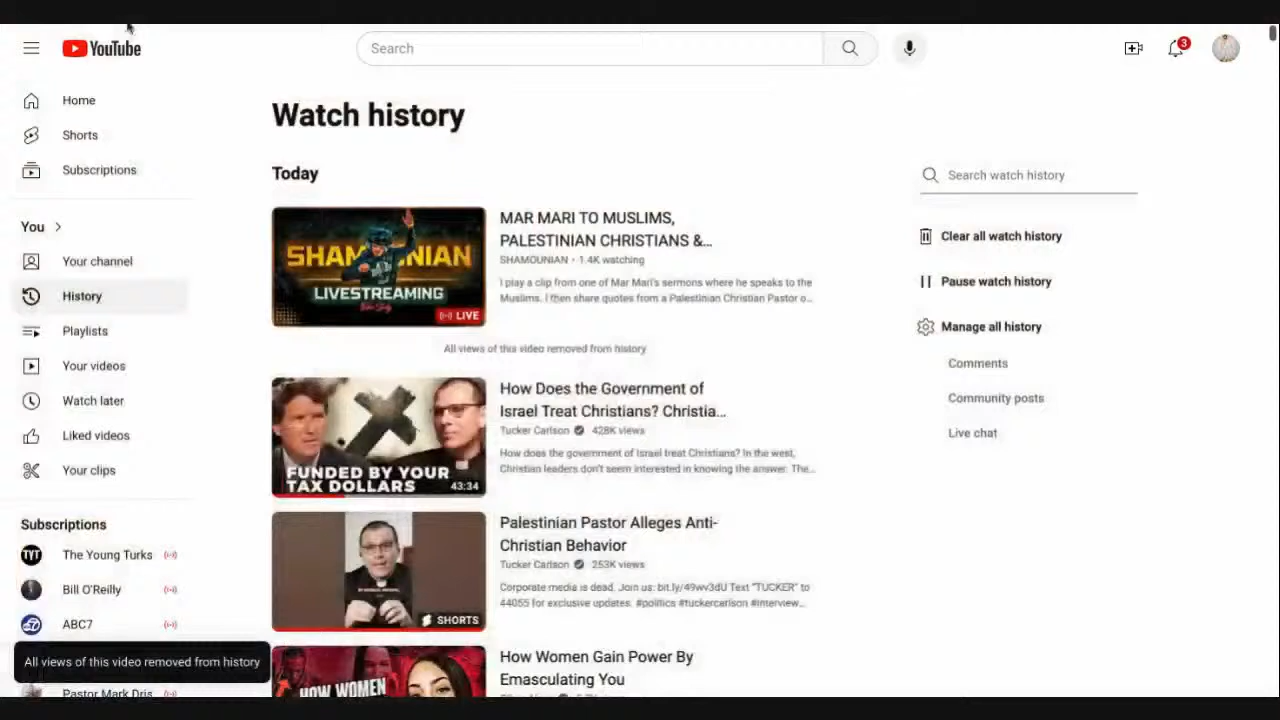 YouTube
Search
3
Home
Shorts
Subscriptions
You
Your channel
History
Playlists
Your videos
Watch later
Liked videos
Your clips
Subscriptions
TYT
The Young Turks
Bill O'Reilly
ABC7
All views of this video removed from history
Pastor Mark Dris
Watch history
Today
SHAMOUNIAN
LIVESTREAMING
LIVE
MAR MARI TO MUSLIMS,
PALESTINIAN CHRISTIANS &...
SHAMOUNIAN • 1.4K watching
I play a clip from one of Mar Mari's sermons where he speaks to the
Muslims. I then share quotes from a Palestinian Christian Pastor o...
All views of this video removed from history
FUNDED BY YOUR
TAX DOLLARS
43:34
How Does the Government of
Israel Treat Christians? Christia...
Tucker Carlson 428K views
How does the government of Israel treat Christians? In the west,
Christian leaders don't seem interested in knowing the answer. The...
SHORTS
Palestinian Pastor Alleges Anti-
Christian Behavior
Tucker Carlson 253K views
Corporate media is dead. Join us: bit.ly/49wv3dU Text "TUCKER" to
44055 for exclusive updates. #politics #tuckercarlson #interview...
HOW WOMEN
How Women Gain Power By
Emasculating You
Search watch history
Clear all watch history
Pause watch history
Manage all history
Comments
Community posts
Live chat